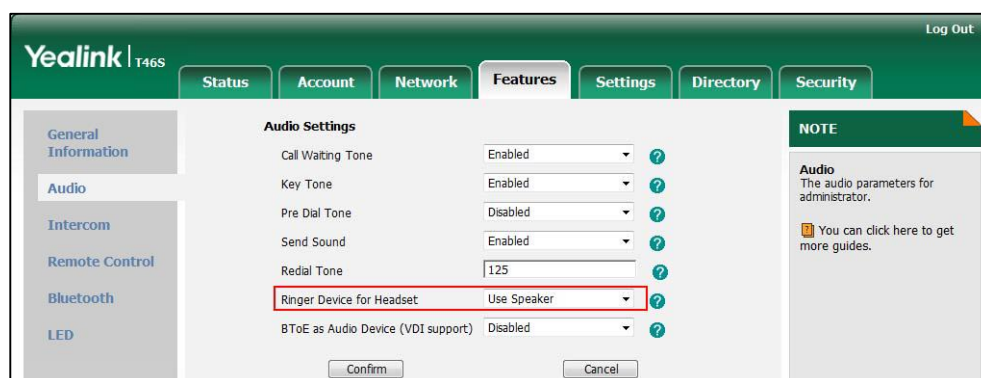 Log Out
Yealink T46S
Status Account Network Features Settings Directory Security
General
Information
Audio
Intercom
Remote Control
Bluetooth
LED
Audio Settings
Call Waiting Tone Enabled ?
Key Tone Enabled ?
Pre Dial Tone Disabled ?
Send Sound Enabled ?
Redial Tone 125 ?
Ringer Device for Headset Use Speaker ?
BToE as Audio Device (VDI support) Disabled ?
Confirm Cancel
NOTE
Audio
The audio parameters for
administrator.
? You can click here to get
more guides.